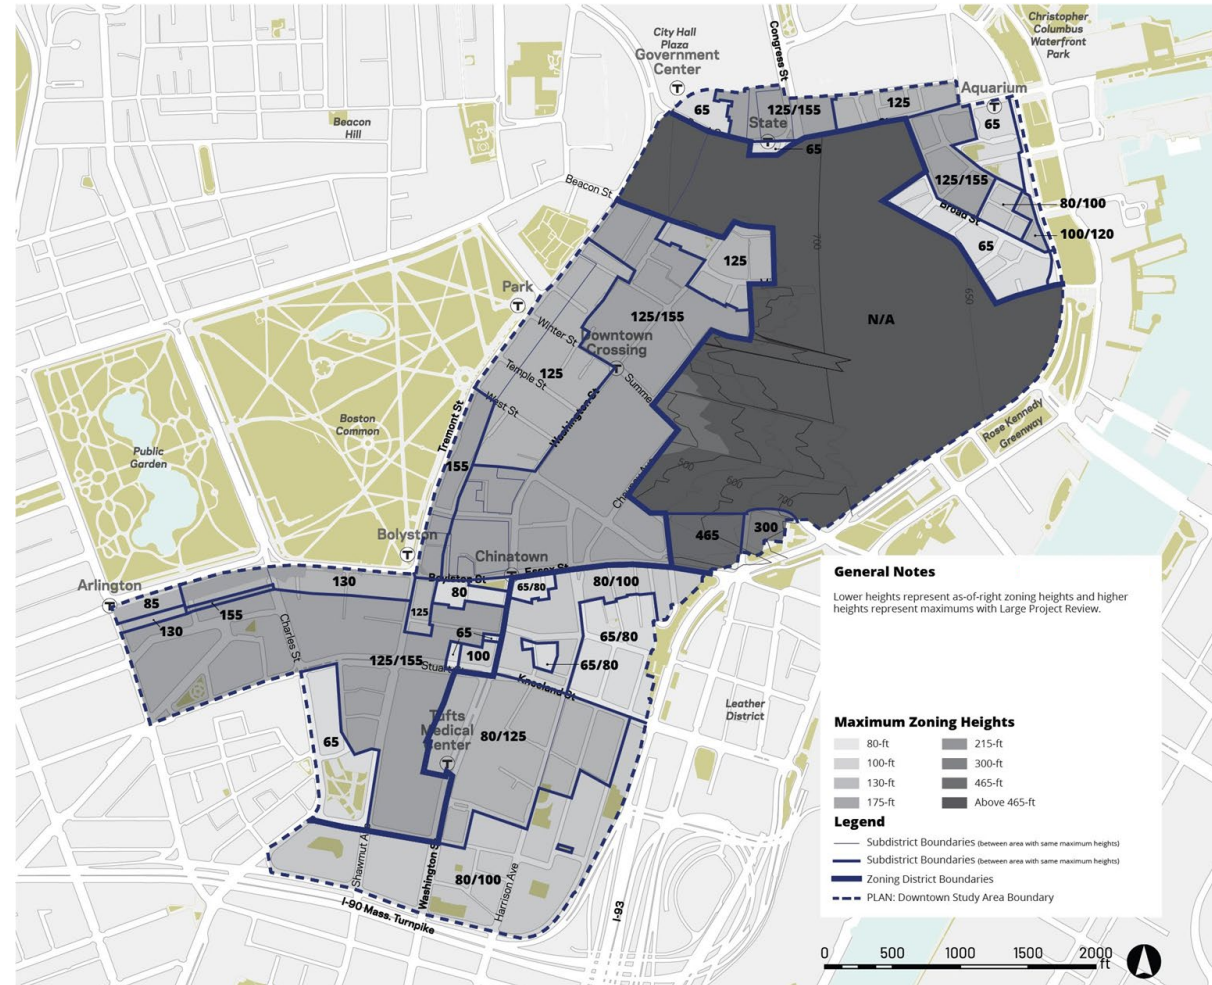 City Hall
Plaza
Government
Center
Congress St
Christopher
Columbus
Waterfront
Park
Aquarium
65
125/155
125
65
State
65
Beacon
Hill
Beacon St
125/155
80/100
Broad St
100/120
65
700
125
650
Park
N/A
125/155
Winter St
Downtown
Crossing
Temple St
125
West St
Washington St
Boston
Common
Tremont St
Rose Kennedy
Greenway
Public
Garden
155
500
600
700
465
300
Bolyston
Chinatown
Essex St
Boylston St
Arlington
130
80
65/80
80/100
85
155
130
125
Charles St
65
65/80
100
65/80
125/155
Kneeland St
Leather
District
Tufts
Medical
Center
80/125
65
Shawmut Ave
Washington St
Harrison Ave
80/100
I-90 Mass. Turnpike
I-93
General Notes
Lower heights represent as-of-right zoning heights and higher
heights represent maximums with Large Project Review.
Maximum Zoning Heights
80-ft
100-ft
130-ft
175-ft
215-ft
300-ft
465-ft
Above 465-ft
Legend
Subdistrict Boundaries (between area with same maximum heights)
Subdistrict Boundaries (between area with same maximum heights)
Zoning District Boundaries
PLAN: Downtown Study Area Boundary
0 500 1000 1500 2000
ft